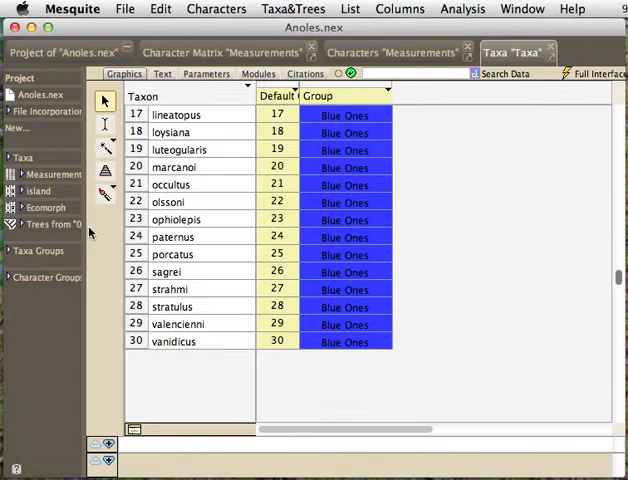 Mesquite File Edit Characters Taxa&Trees List Columns Analysis Window Help 9
Anoles.nex
Project of "Anoles.nex" Character Matrix "Measurements" Characters "Measurements" Taxa "Taxa"
Graphics Text Parameters Modules Citations Search Data Full Interface
Project
Anoles.nex
File Incorporation
New...
Taxa
Measurement
island
Ecomorph
Trees from "0
Taxa Groups
Character Groups
Taxon Default Group
17 lineatopus 17 Blue Ones
18 loysiana 18 Blue Ones
19 luteogularis 19 Blue Ones
20 marcanoi 20 Blue Ones
21 occultus 21 Blue Ones
22 olssoni 22 Blue Ones
23 ophiolepis 23 Blue Ones
24 paternus 24 Blue Ones
25 porcatus 25 Blue Ones
26 sagrei 26 Blue Ones
27 strahmi 27 Blue Ones
28 stratulus 28 Blue Ones
29 valencienni 29 Blue Ones
30 vanidicus 30 Blue Ones